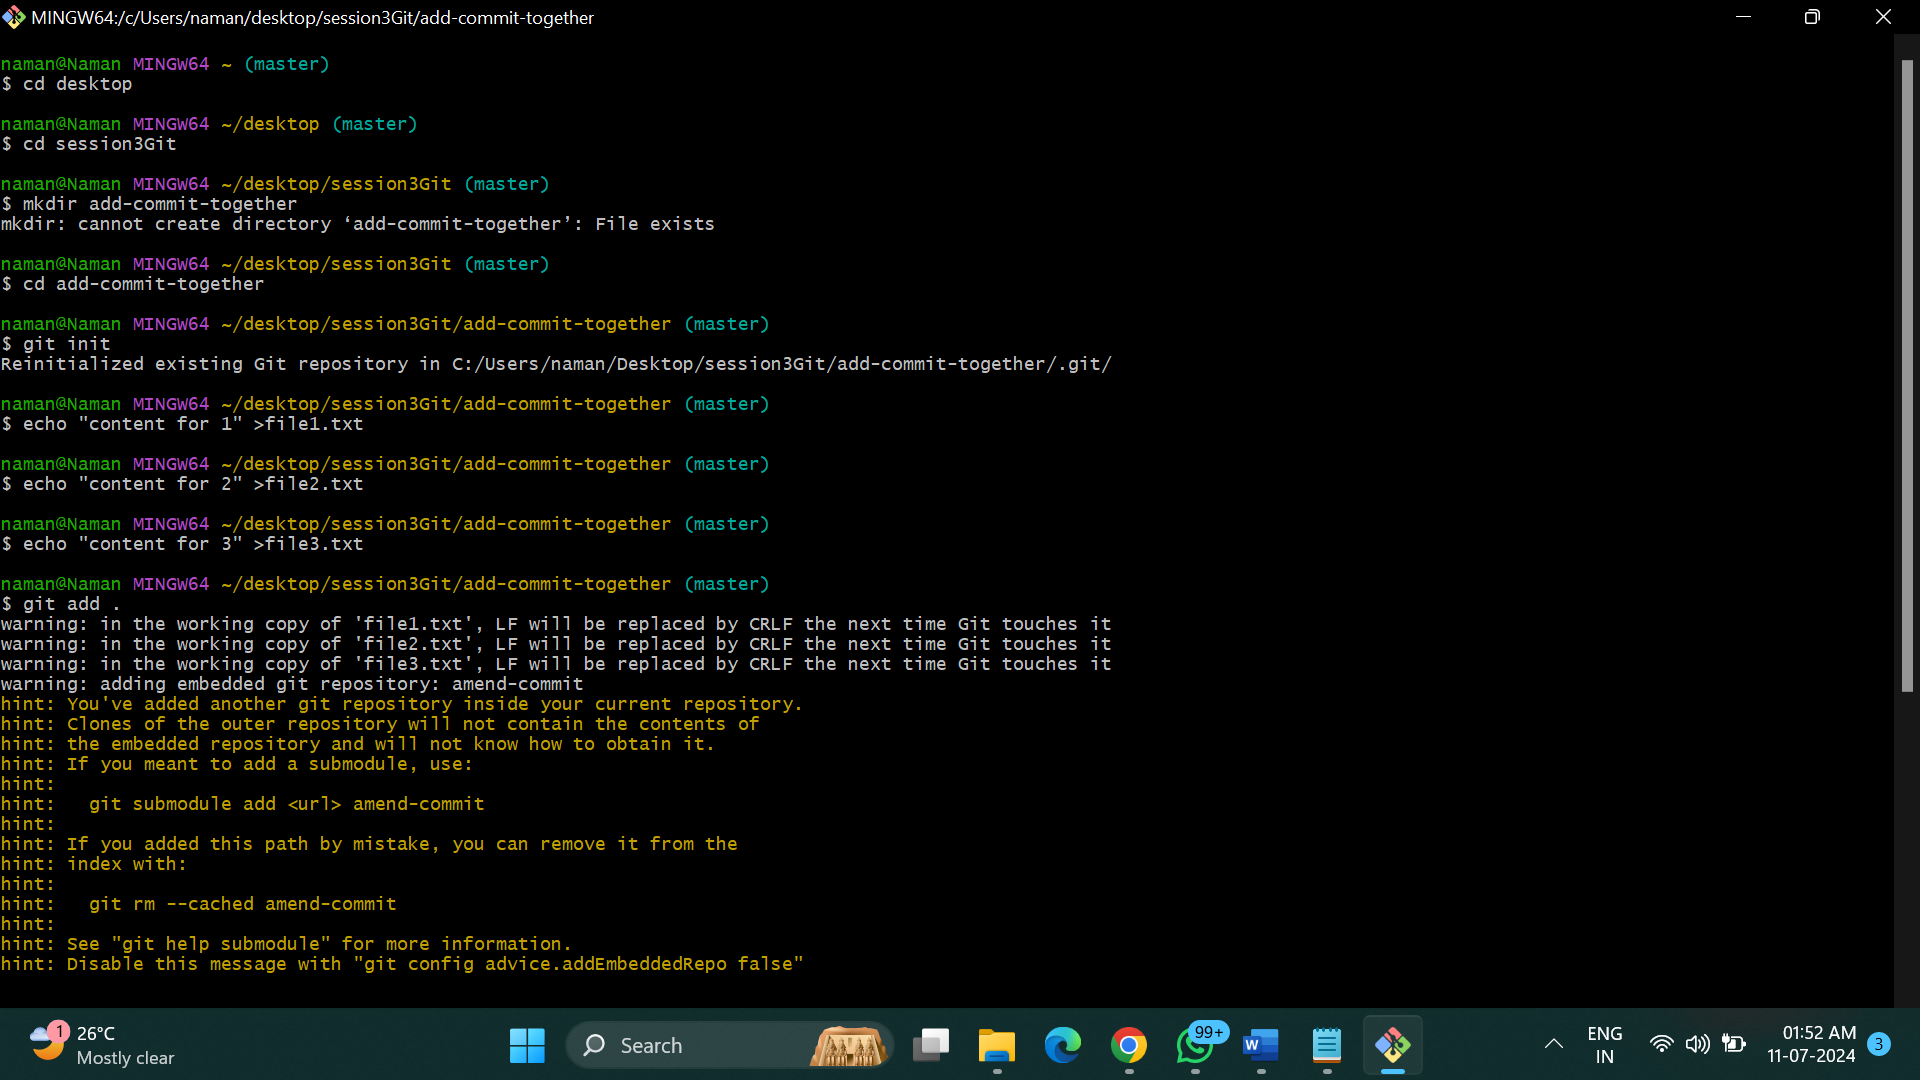 MINGW64:/c/Users/naman/desktop/session3Git/add-commit-together
naman@Naman MINGW64 ~ (master)
$ cd desktop
naman@Naman MINGW64 ~/desktop (master)
$ cd session3Git
naman@Naman MINGW64 ~/desktop/session3Git (master)
$ mkdir add-commit-together
mkdir: cannot create directory ‘add-commit-together’: File exists
naman@Naman MINGW64 ~/desktop/session3Git (master)
$ cd add-commit-together
naman@Naman MINGW64 ~/desktop/session3Git/add-commit-together (master)
$ git init
Reinitialized existing Git repository in C:/Users/naman/Desktop/session3Git/add-commit-together/.git/
naman@Naman MINGW64 ~/desktop/session3Git/add-commit-together (master)
$ echo "content for 1" >file1.txt
naman@Naman MINGW64 ~/desktop/session3Git/add-commit-together (master)
$ echo "content for 2" >file2.txt
naman@Naman MINGW64 ~/desktop/session3Git/add-commit-together (master)
$ echo "content for 3" >file3.txt
naman@Naman MINGW64 ~/desktop/session3Git/add-commit-together (master)
$ git add .
warning: in the working copy of 'file1.txt', LF will be replaced by CRLF the next time Git touches it
warning: in the working copy of 'file2.txt', LF will be replaced by CRLF the next time Git touches it
warning: in the working copy of 'file3.txt', LF will be replaced by CRLF the next time Git touches it
warning: adding embedded git repository: amend-commit
hint: You've added another git repository inside your current repository.
hint: Clones of the outer repository will not contain the contents of
hint: the embedded repository and will not know how to obtain it.
hint: If you meant to add a submodule, use:
hint:
hint:   git submodule add <url> amend-commit
hint:
hint: If you added this path by mistake, you can remove it from the
hint: index with:
hint:
hint:   git rm --cached amend-commit
hint:
hint: See "git help submodule" for more information.
hint: Disable this message with "git config advice.addEmbeddedRepo false"
1
26°C
Mostly clear
Search
99+
W
ENG
IN
01:52 AM
11-07-2024
3